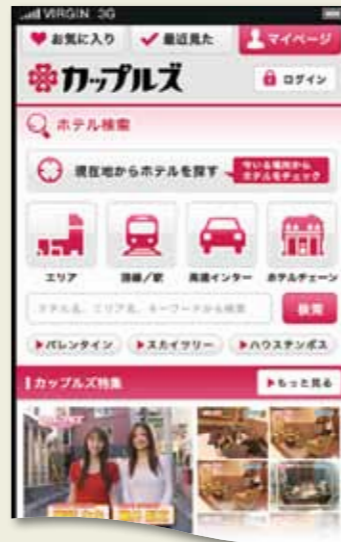 VIRGIN 3G
お気に入り 最近見た マイページ
カップルズ ログイン
ホテル検索
現在地からホテルを探す 今いる場所から
ホテルをチェック
エリア 沿線/駅 高速インター ホテルチェーン
ホテル名、エリア名、キーワードから検索 検索
バレンタイン スカイツリー ハウステンボス
カップルズ特集 もっと見る